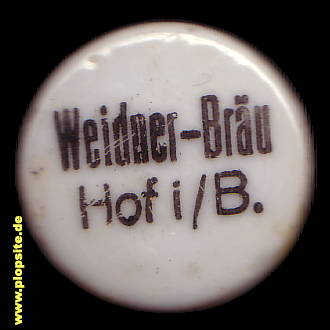 Weidner-Bräu
Hof i/B.
www.plopsite.de